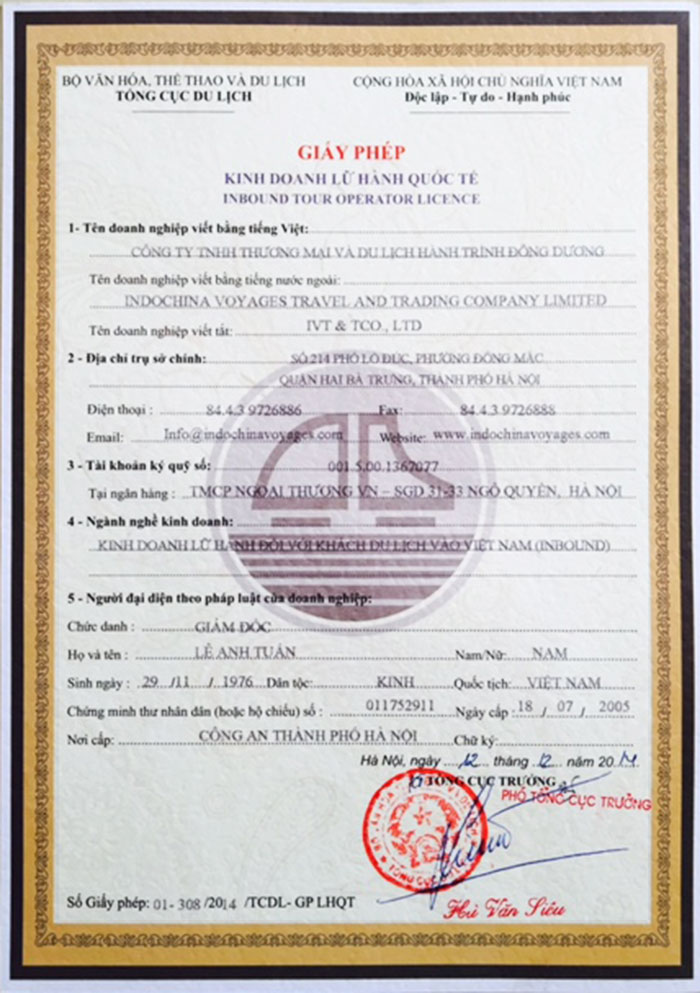 BỘ VĂN HÓA, THỂ THAO VÀ DU LỊCH
TỔNG CỤC DU LỊCH
CỘNG HÒA XÃ HỘI CHỦ NGHĨA VIỆT NAM
Độc lập - Tự do - Hạnh phúc
GIẤY PHÉP
KINH DOANH LỮ HÀNH QUỐC TẾ
INBOUND TOUR OPERATOR LICENCE
1- Tên doanh nghiệp viết bằng tiếng Việt:
CÔNG TY TNHH THƯƠNG MẠI VÀ DU LỊCH HÀNH TRÌNH ĐÔNG DƯƠNG
Tên doanh nghiệp viết bằng tiếng nước ngoài:
INDOCHINA VOYAGES TRAVEL AND TRADING COMPANY LIMITED
Tên doanh nghiệp viết tắt: IVT & TCO., LTD
2 - Địa chỉ trụ sở chính: SỐ 214 PHỐ LÒ ĐÚC, PHƯỜNG ĐỐNG MÁC
QUẬN HAI BÀ TRƯNG, THÀNH PHỐ HÀ NỘI
Điện thoại : 84.4.3 9726886 Fax: 84.4.3 9726888
Email: Info@indochinavoyages.com Website: www.indochinavoyages.com
3 - Tài khoản ký quỹ số: 001.5.00.1367077
Tại ngân hàng : TMCP NGOẠI THƯƠNG VN – SGD 31-33 NGÔ QUYỀN, HÀ NỘI
4 - Ngành nghề kinh doanh:
KINH DOANH LỮ HÀNH ĐỐI VỚI KHÁCH DU LỊCH VÀO VIỆT NAM (INBOUND)
5 - Người đại diện theo pháp luật của doanh nghiệp:
Chức danh : GIÁM ĐỐC
Họ và tên : LÊ ANH TUẤN Nam/Nữ: NAM
Sinh ngày : 29 /11 / 1976 Dân tộc: KINH Quốc tịch: VIỆT NAM
Chứng minh thư nhân dân (hoặc hộ chiếu) số : 011752911 Ngày cấp: 18 / 07 / 2005
Nơi cấp: CÔNG AN THÀNH PHỐ HÀ NỘI Chữ ký:
Hà Nội, ngày 12 tháng 12 năm 2014
TỔNG CỤC TRƯỞNG
PHÓ TỔNG CỤC TRƯỞNG
Số Giấy phép: 01-308/2014 /TCDL- GP LHQT
Hà Văn Siêu